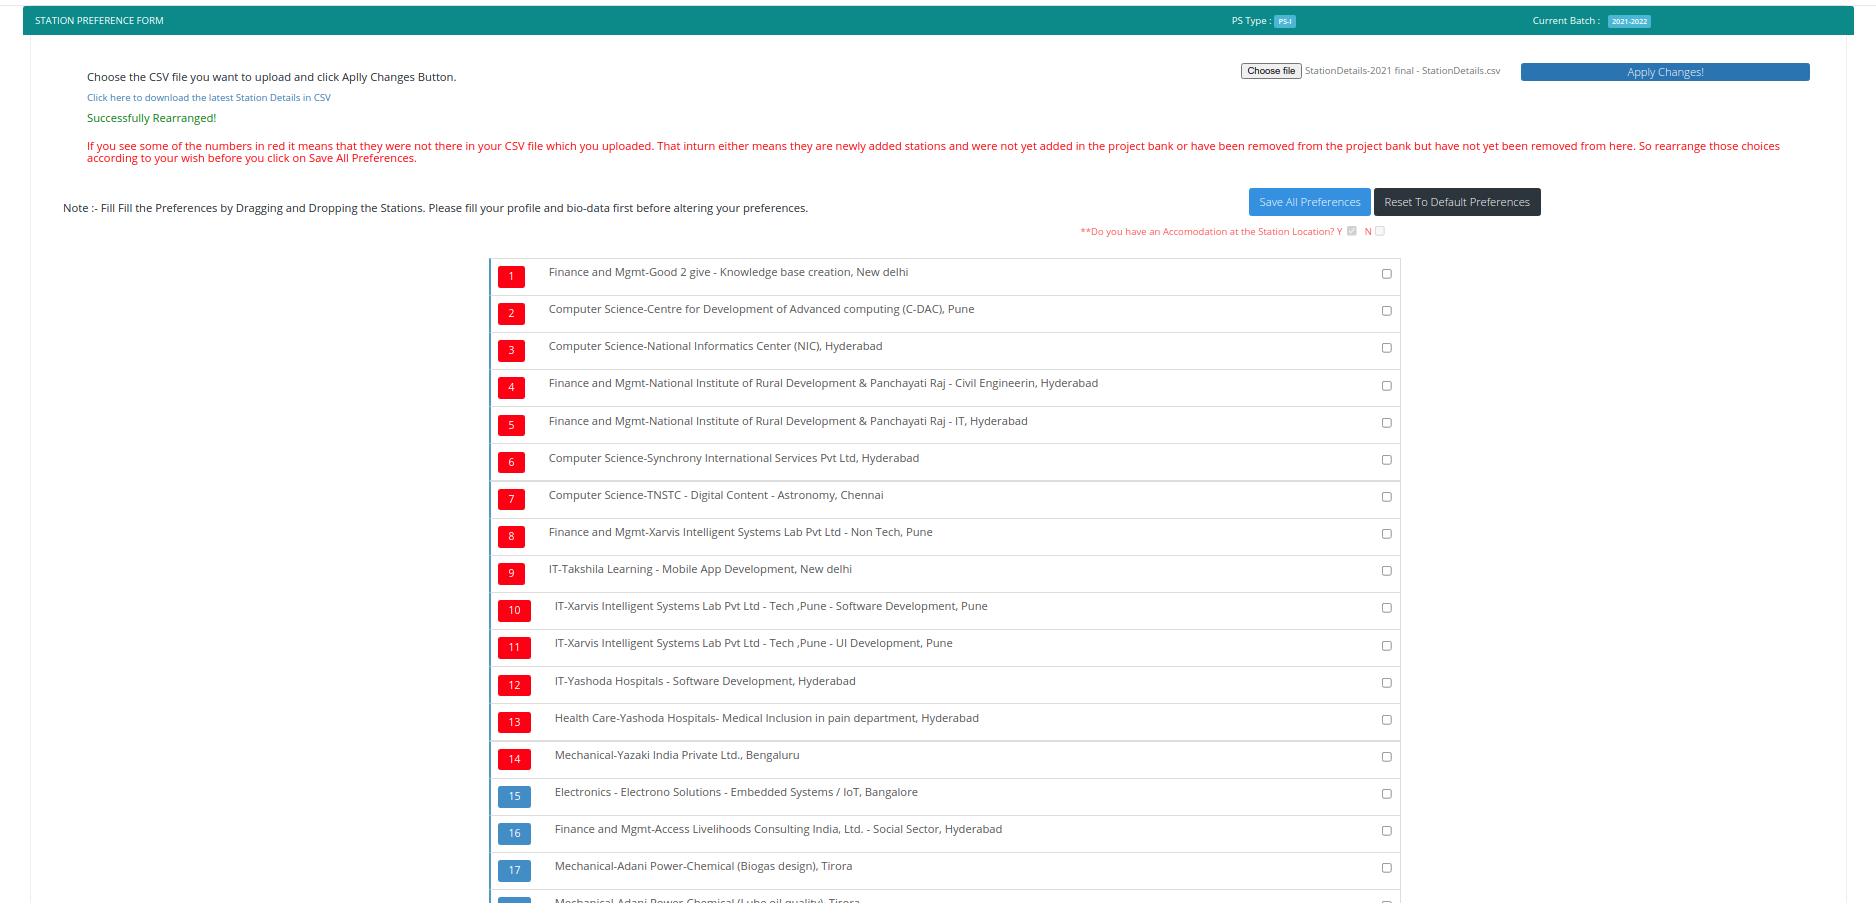 STATION PREFERENCE FORM
PS Type : PS-I
Current Batch : 2021-2022
Choose the CSV file you want to upload and click Aplly Changes Button.
Choose file StationDetails-2021 final - StationDetails.csv
Apply Changes!
Click here to download the latest Station Details in CSV
Successfully Rearranged!
If you see some of the numbers in red it means that they were not there in your CSV file which you uploaded. That inturn either means they are newly added stations and were not yet added in the project bank or have been removed from the project bank but have not yet been removed from here. So rearrange those choices
according to your wish before you click on Save All Preferences.
Note :- Fill Fill the Preferences by Dragging and Dropping the Stations. Please fill your profile and bio-data first before altering your preferences.
Save All Preferences
Reset To Default Preferences
**Do you have an Accomodation at the Station Location? Y N
1 Finance and Mgmt-Good 2 give - Knowledge base creation, New delhi
2 Computer Science-Centre for Development of Advanced computing (C-DAC), Pune
3 Computer Science-National Informatics Center (NIC), Hyderabad
4 Finance and Mgmt-National Institute of Rural Development & Panchayati Raj - Civil Engineerin, Hyderabad
5 Finance and Mgmt-National Institute of Rural Development & Panchayati Raj - IT, Hyderabad
6 Computer Science-Synchrony International Services Pvt Ltd, Hyderabad
7 Computer Science-TNSTC - Digital Content - Astronomy, Chennai
8 Finance and Mgmt-Xarvis Intelligent Systems Lab Pvt Ltd - Non Tech, Pune
9 IT-Takshila Learning - Mobile App Development, New delhi
10 IT-Xarvis Intelligent Systems Lab Pvt Ltd - Tech ,Pune - Software Development, Pune
11 IT-Xarvis Intelligent Systems Lab Pvt Ltd - Tech ,Pune - UI Development, Pune
12 IT-Yashoda Hospitals - Software Development, Hyderabad
13 Health Care-Yashoda Hospitals- Medical Inclusion in pain department, Hyderabad
14 Mechanical-Yazaki India Private Ltd., Bengaluru
15 Electronics - Electrono Solutions - Embedded Systems / IoT, Bangalore
16 Finance and Mgmt-Access Livelihoods Consulting India, Ltd. - Social Sector, Hyderabad
17 Mechanical-Adani Power-Chemical (Biogas design), Tirora
Mechanical-Adani Power-Chemical (Lube oil quality), Tirora